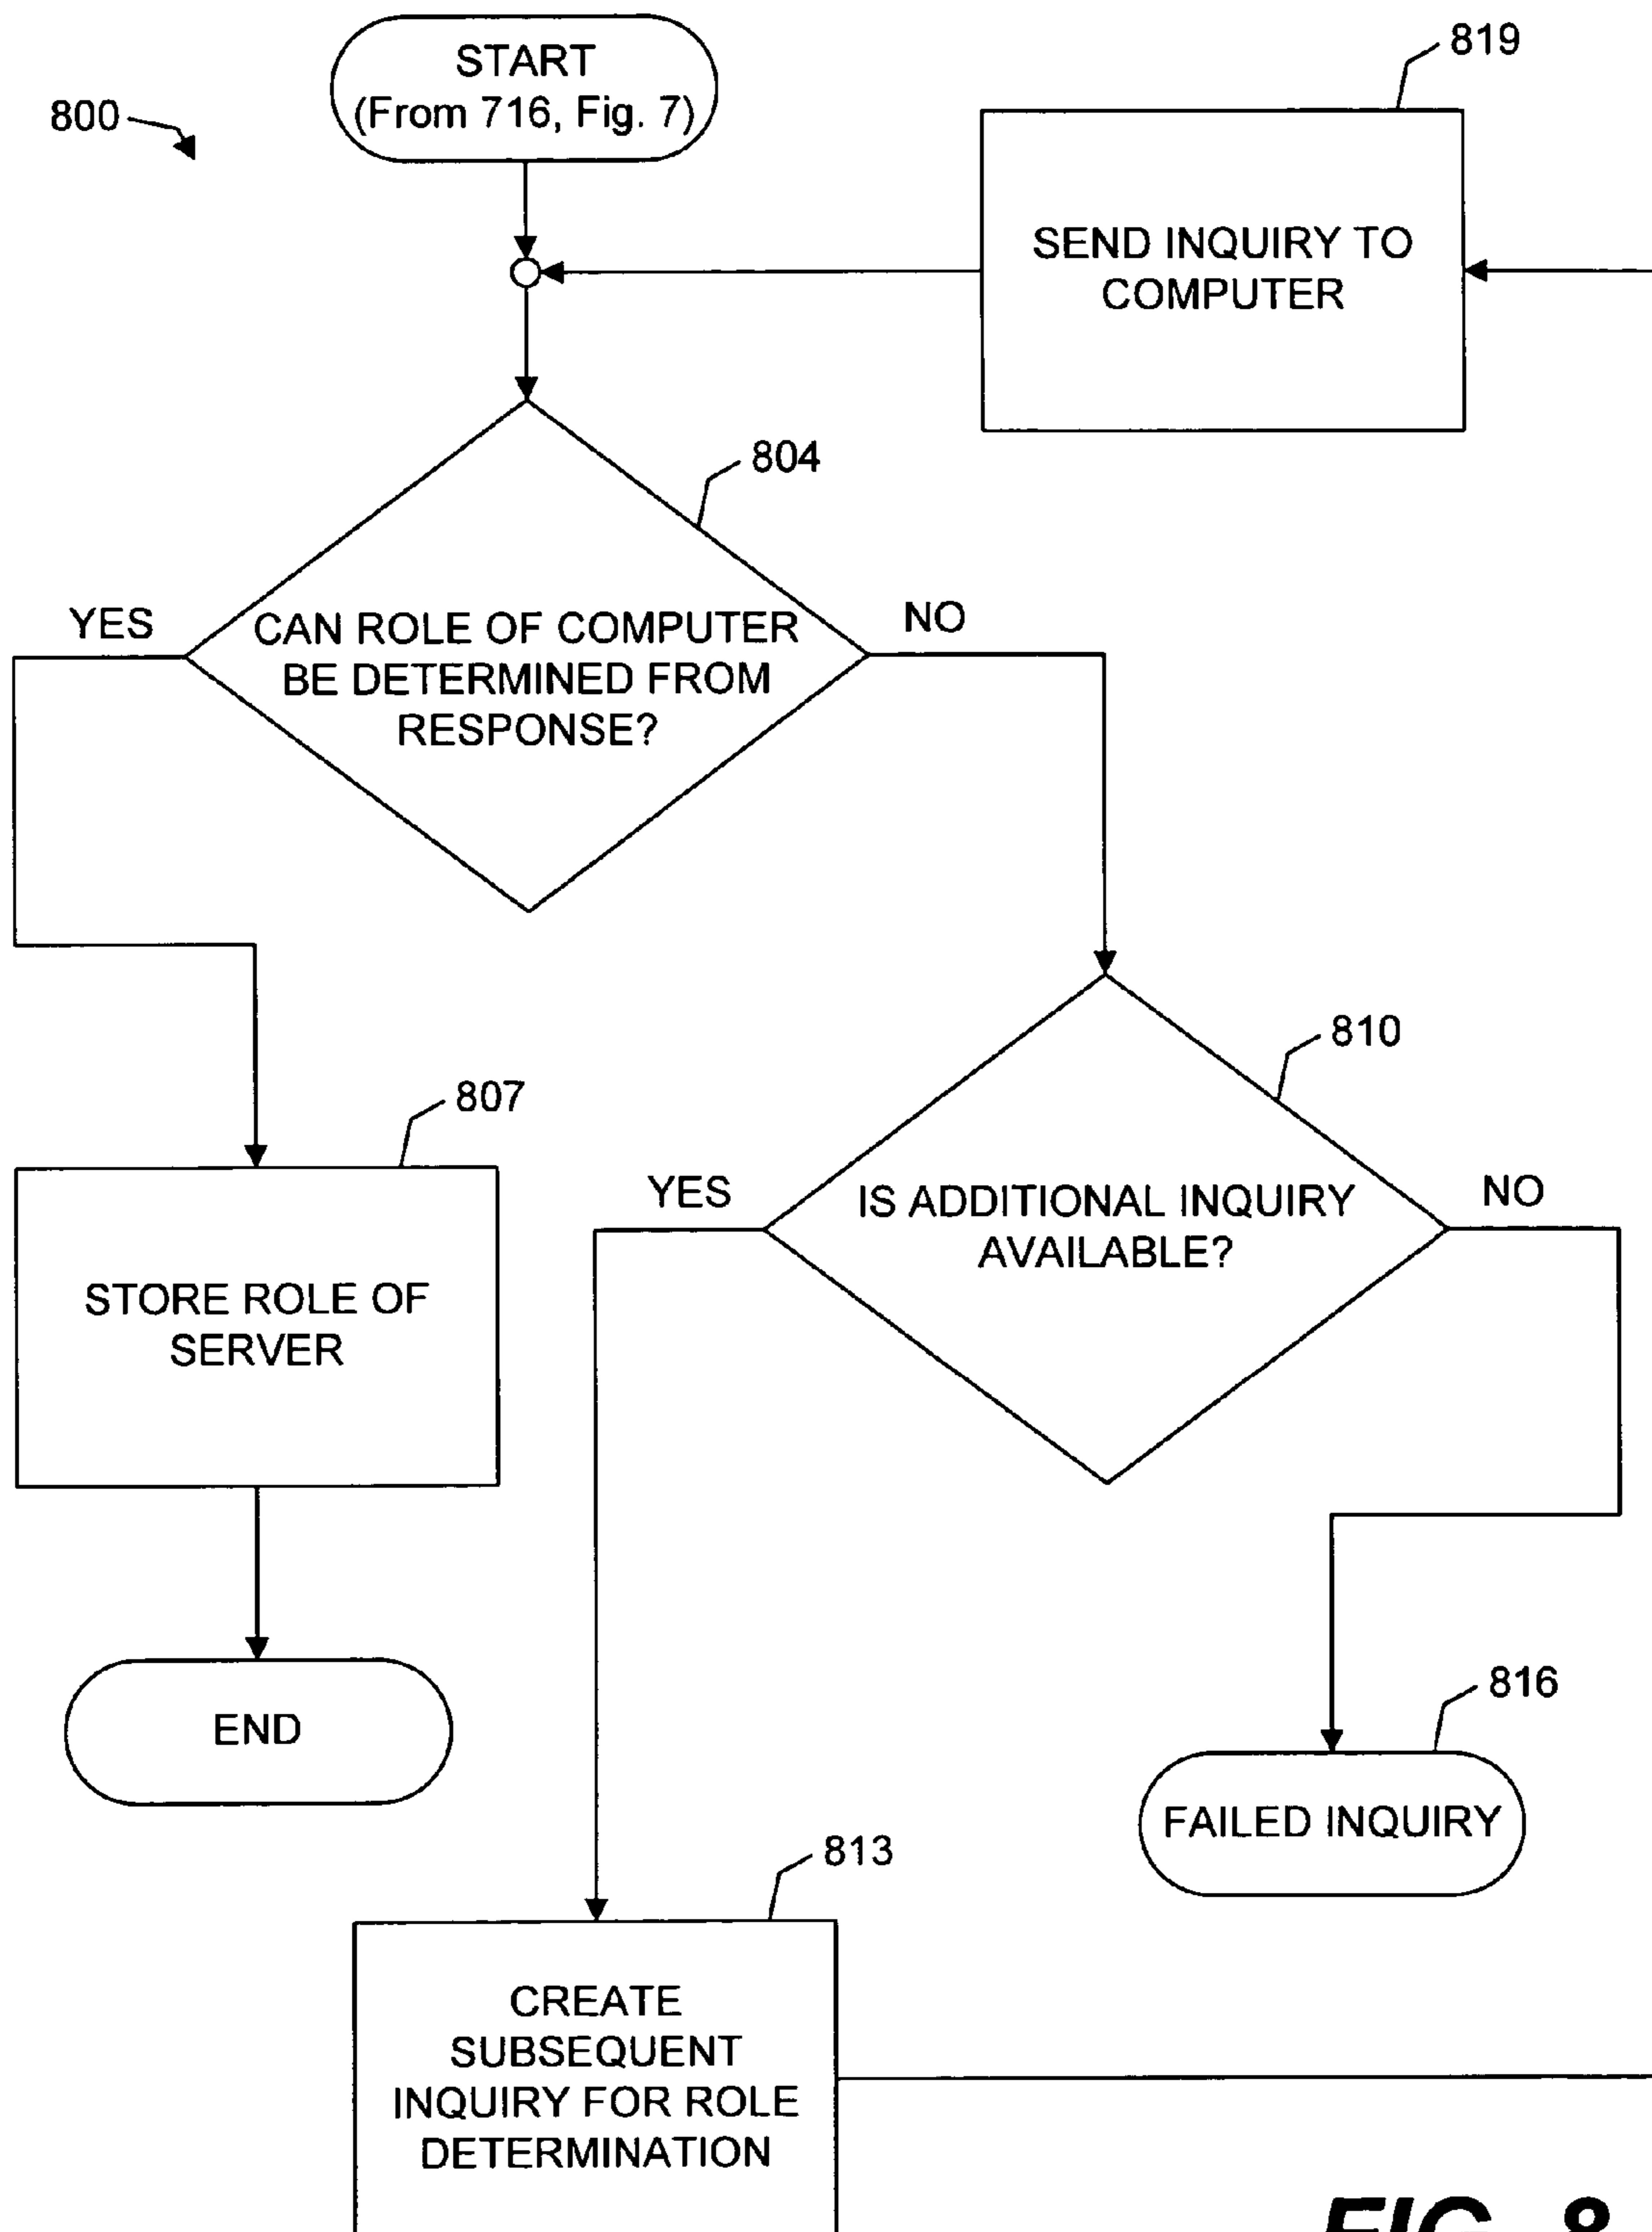 START
(From 716, Fig. 7)
800
819
SEND INQUIRY TO
COMPUTER
804
YES
NO
CAN ROLE OF COMPUTER
BE DETERMINED FROM
RESPONSE?
810
807
YES
NO
IS ADDITIONAL INQUIRY
AVAILABLE?
STORE ROLE OF
SERVER
END
816
FAILED INQUIRY
813
CREATE
SUBSEQUENT
INQUIRY FOR ROLE
DETERMINATION
FIG. 8